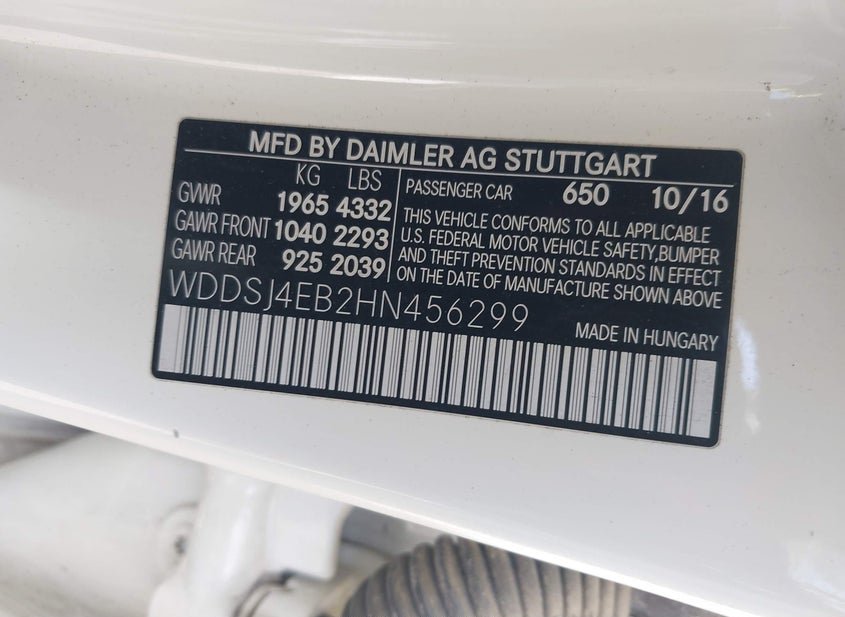 MFD BY DAIMLER AG STUTTGART
KG LBS
GVWR 1965 4332
GAWR FRONT 1040 2293
GAWR REAR 925 2039
PASSENGER CAR 650 10/16
THIS VEHICLE CONFORMS TO ALL APPLICABLE
U.S. FEDERAL MOTOR VEHICLE SAFETY,BUMPER
AND THEFT PREVENTION STANDARDS IN EFFECT
ON THE DATE OF MANUFACTURE SHOWN ABOVE
WDDSJ4EB2HN456299
MADE IN HUNGARY